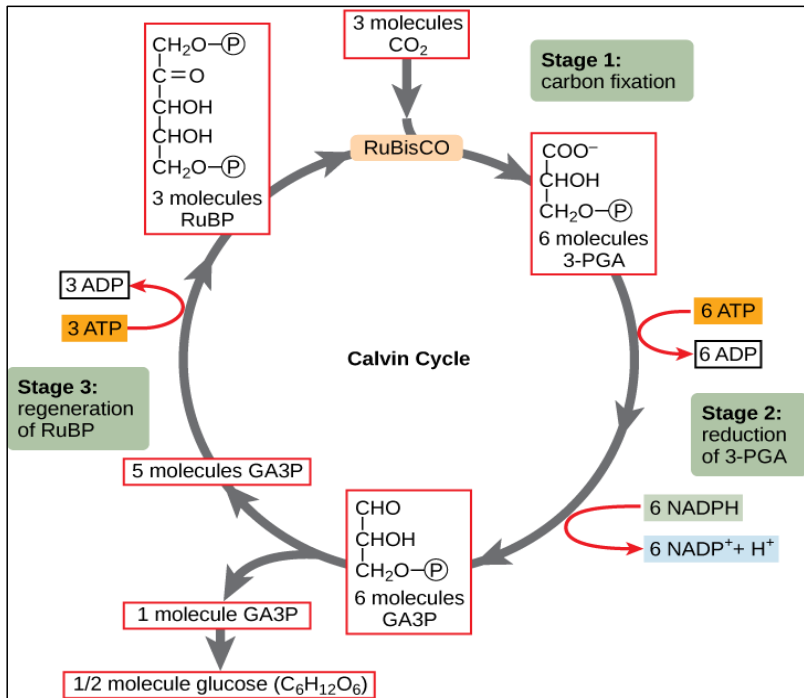 3 molecules
CO₂
Stage 1:
carbon fixation
CH₂O—Ⓟ
C=O
CHOH
CHOH
CH₂O—Ⓟ
3 molecules
RuBP
RuBisCO
COO⁻
CHOH
CH₂O—Ⓟ
6 molecules
3-PGA
3 ADP
3 ATP
6 ATP
6 ADP
Calvin Cycle
Stage 3:
regeneration
of RuBP
Stage 2:
reduction
of 3-PGA
5 molecules GA3P
CHO
CHOH
CH₂O—Ⓟ
6 molecules
GA3P
6 NADPH
6 NADP⁺+ H⁺
1 molecule GA3P
1/2 molecule glucose (C₆H₁₂O₆)